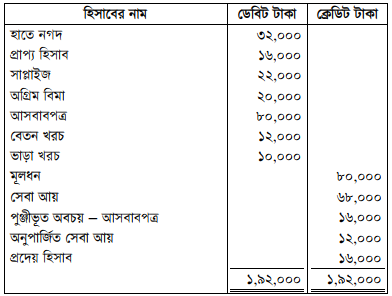 হিসাবের নাম ডেবিট টাকা ক্রেডিট টাকা
হাতে নগদ ৩২,০০০
প্রাপ্য হিসাব ১৬,০০০
সাপ্লাইজ ২২,০০০
অগ্রিম বিমা ২০,০০০
আসবাবপত্র ৮০,০০০
বেতন খরচ ১২,০০০
ভাড়া খরচ ১০,০০০
মূলধন ৮০,০০০
সেবা আয় ৬৮,০০০
পুঞ্জীভূত অবচয় – আসবাবপত্র ১৬,০০০
অনুপার্জিত সেবা আয় ১২,০০০
প্রদেয় হিসাব ১৬,০০০
১,৯২,০০০ ১,৯২,০০০